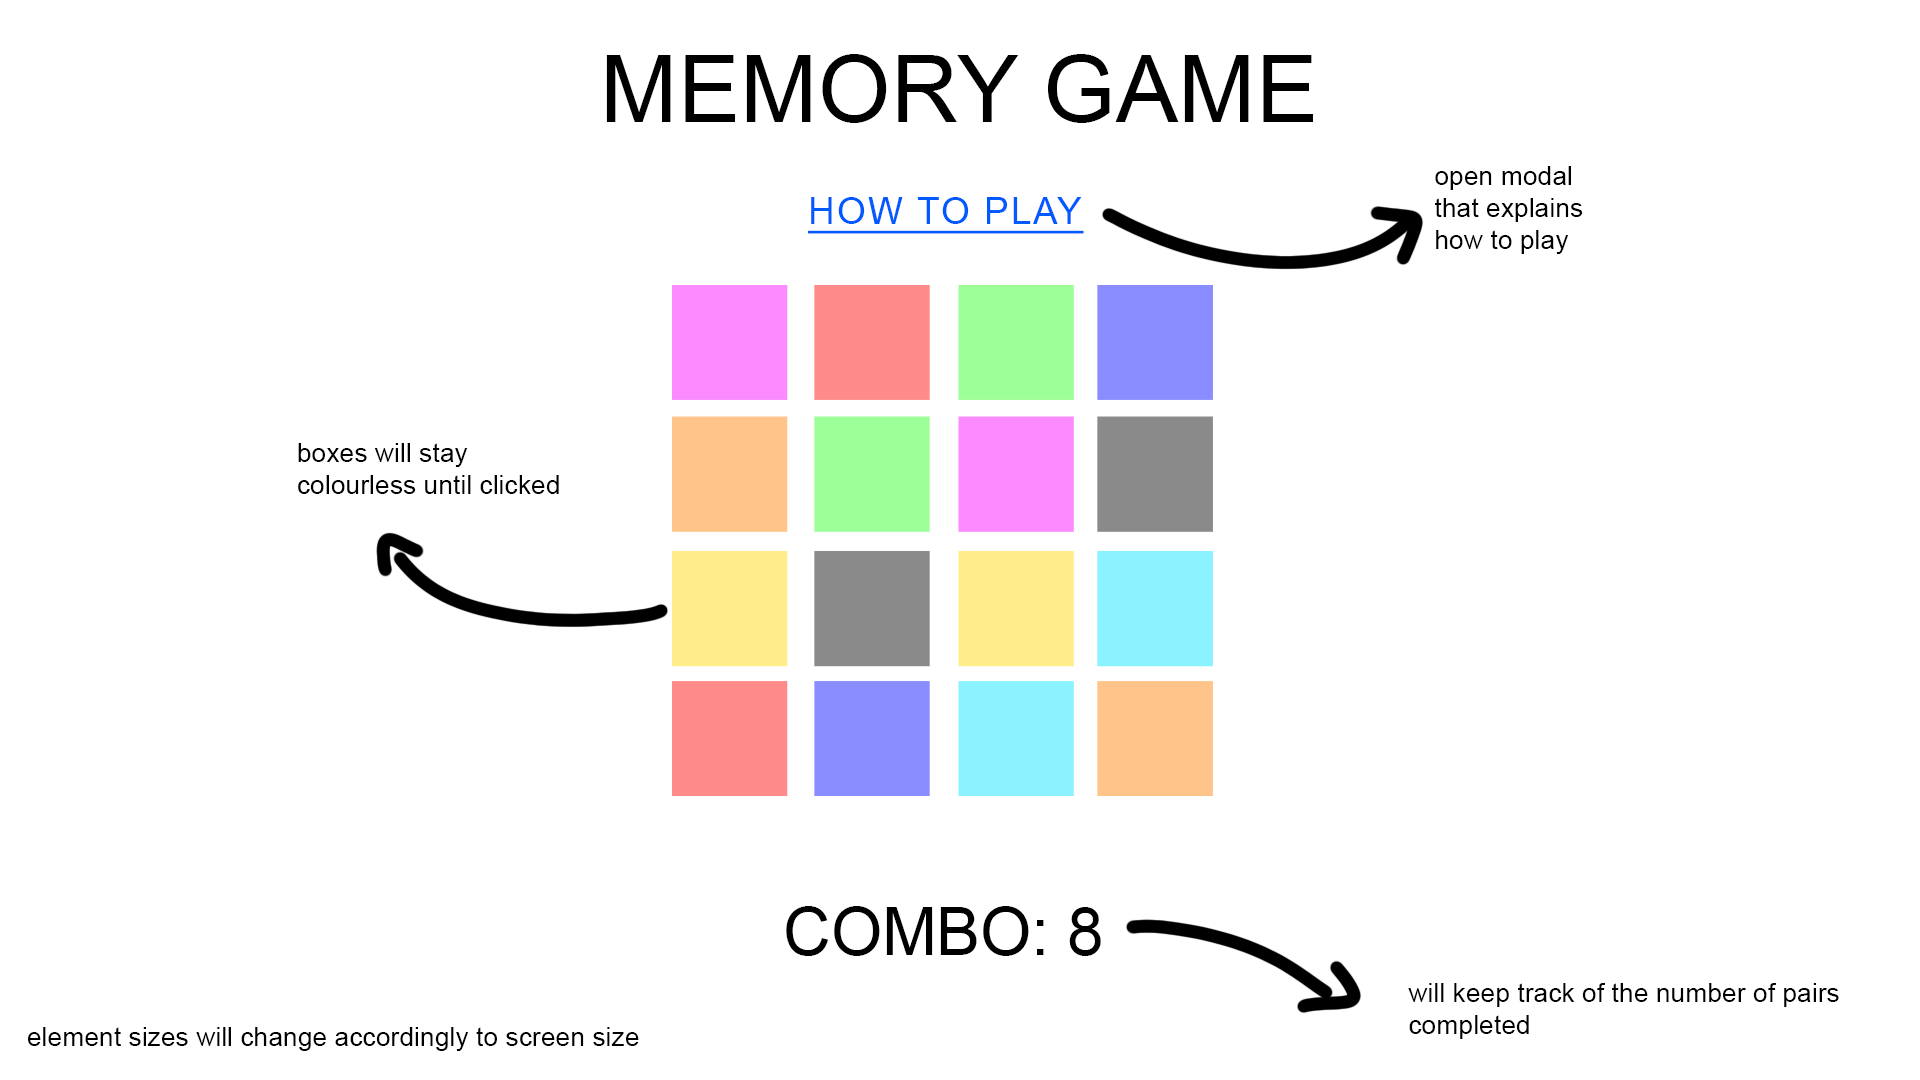 MEMORY GAME
HOW TO PLAY
open modal
that explains
how to play
boxes will stay
colourless until clicked
COMBO: 8
will keep track of the number of pairs
completed
element sizes will change accordingly to screen size